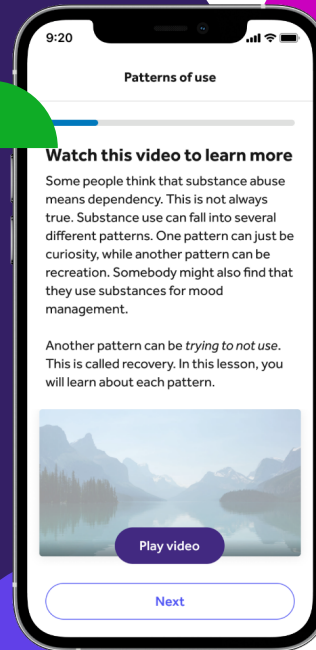 9:20
Patterns of use
Watch this video to learn more
Some people think that substance abuse
means dependency. This is not always
true. Substance use can fall into several
different patterns. One pattern can just be
curiosity, while another pattern can be
recreation. Somebody might also find that
they use substances for mood
management.
Another pattern can be trying to not use.
This is called recovery. In this lesson, you
will learn about each pattern.
Play video
Next